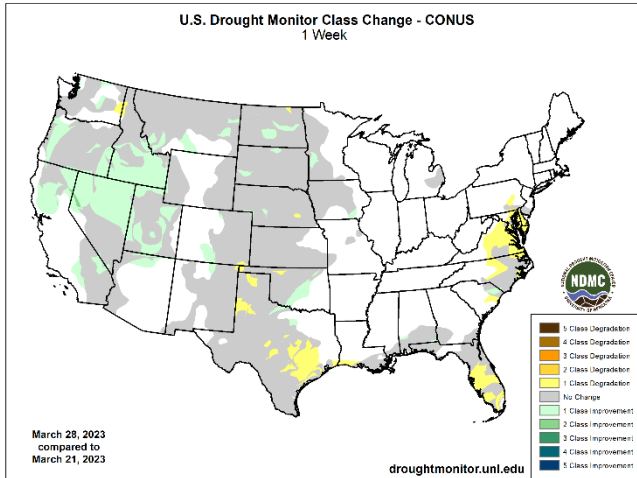 U.S. Drought Monitor Class Change - CONUS
1 Week
NDMC
5 Class Degradation
4 Class Degradation
3 Class Degradation
2 Class Degradation
1 Class Degradation
No Change
1 Class Improvement
2 Class Improvement
3 Class Improvement
4 Class Improvement
5 Class Improvement
March 28, 2023
compared to
March 21, 2023
droughtmonitor.unl.edu